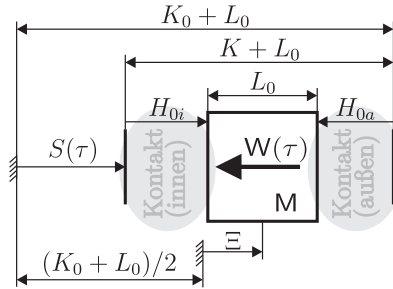 K₀ + L₀
K + L₀
L₀
H₀ᵢ
H₀ₐ
S(τ)
Kontakt
(innen)
W(τ)
M
Kontakt
(außen)
Ξ
(K₀ + L₀)/2